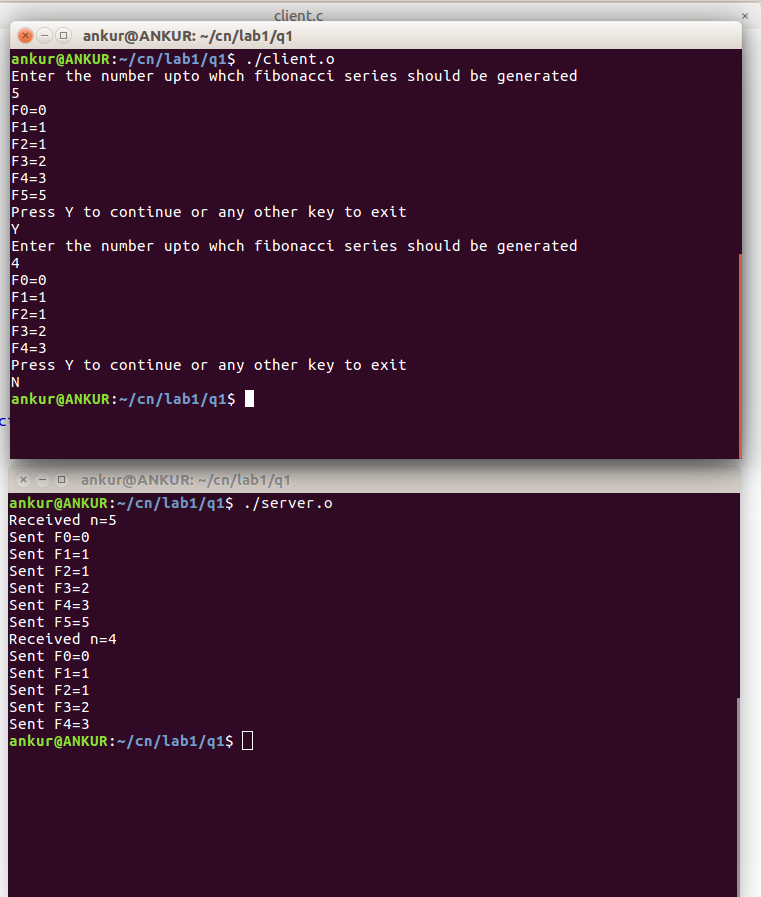 client.c
ankur@ANKUR: ~/cn/lab1/q1
ankur@ANKUR:~/cn/lab1/q1$ ./client.o
Enter the number upto whch fibonacci series should be generated
5
F0=0
F1=1
F2=1
F3=2
F4=3
F5=5
Press Y to continue or any other key to exit
Y
Enter the number upto whch fibonacci series should be generated
4
F0=0
F1=1
F2=1
F3=2
F4=3
Press Y to continue or any other key to exit
N
ankur@ANKUR:~/cn/lab1/q1$
ankur@ANKUR: ~/cn/lab1/q1
ankur@ANKUR:~/cn/lab1/q1$ ./server.o
Received n=5
Sent F0=0
Sent F1=1
Sent F2=1
Sent F3=2
Sent F4=3
Sent F5=5
Received n=4
Sent F0=0
Sent F1=1
Sent F2=1
Sent F3=2
Sent F4=3
ankur@ANKUR:~/cn/lab1/q1$